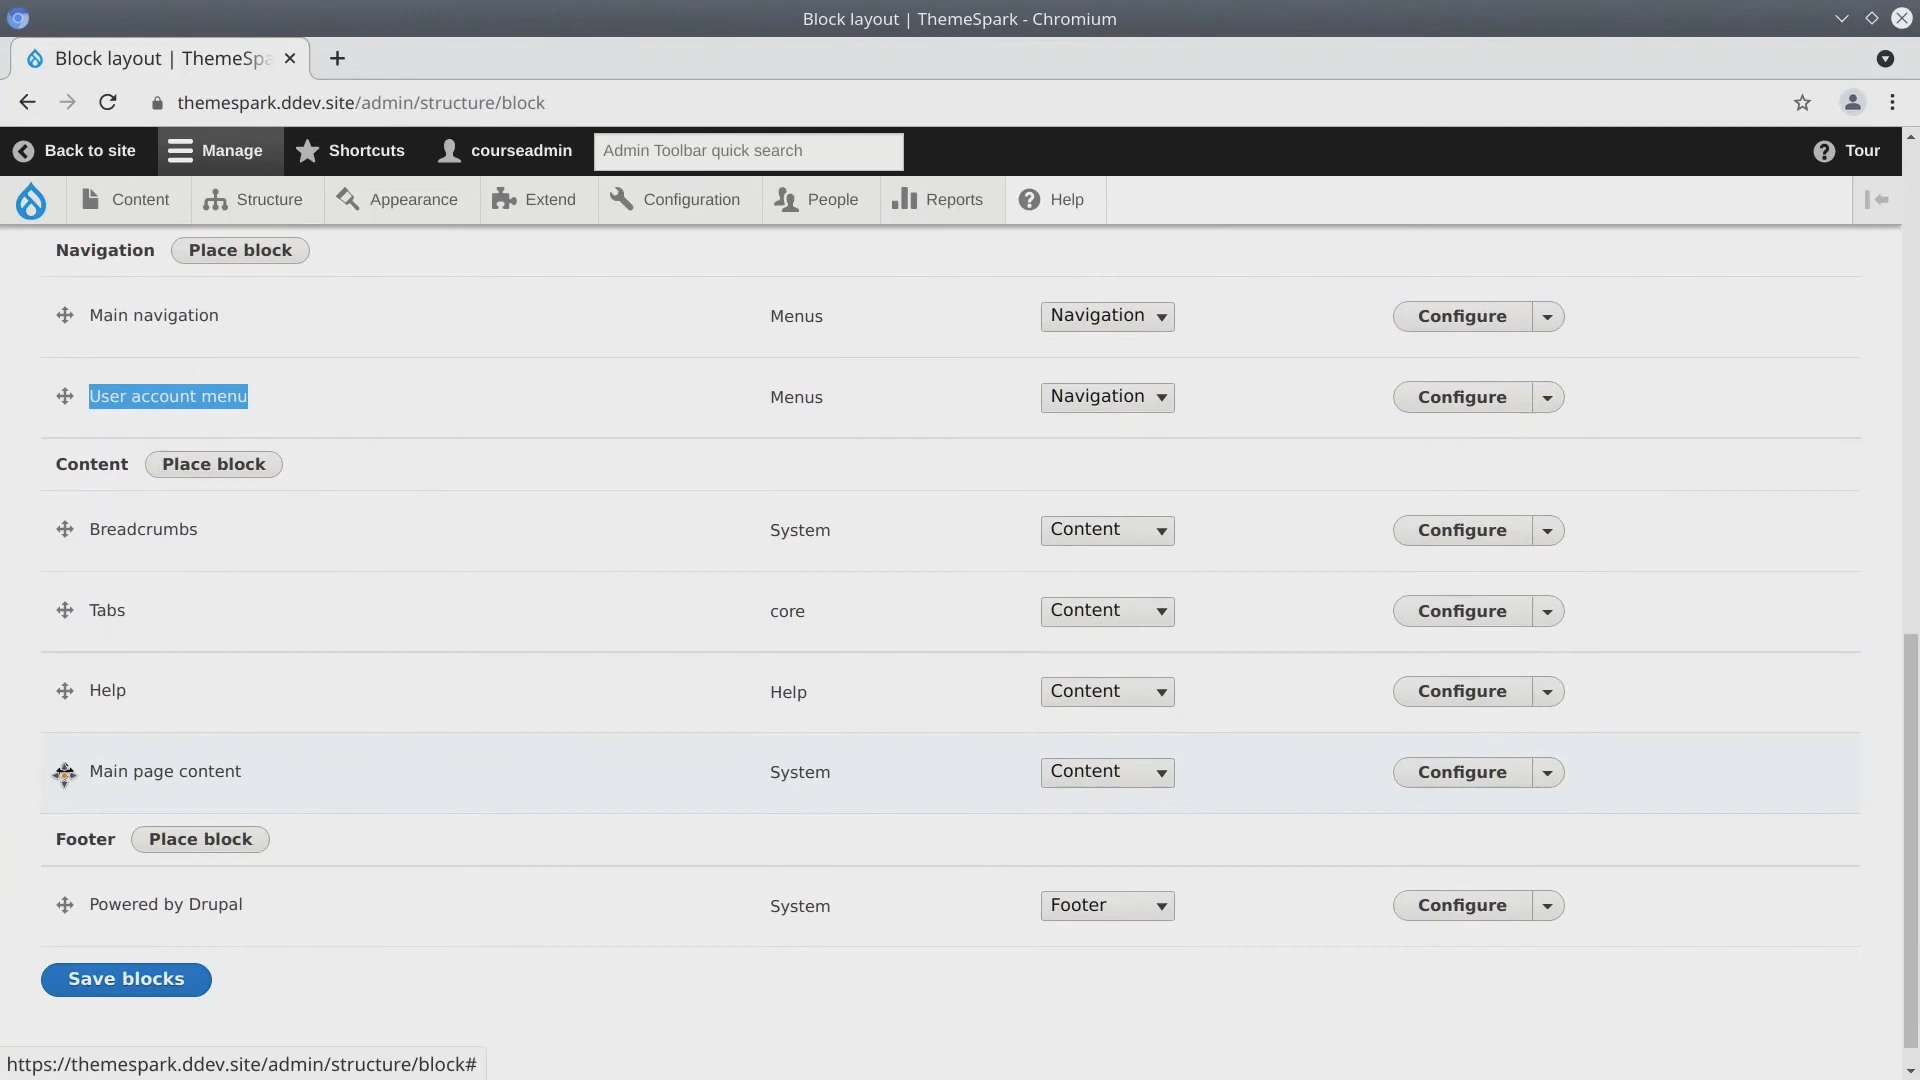 Block layout | ThemeSpark - Chromium
Block layout | ThemeSpa
themespark.ddev.site/admin/structure/block
Back to site Manage Shortcuts courseadmin Admin Toolbar quick search Tour
Content Structure Appearance Extend Configuration People Reports Help
Navigation Place block
Main navigation Menus Navigation Configure
User account menu Menus Navigation Configure
Content Place block
Breadcrumbs System Content Configure
Tabs core Content Configure
Help Help Content Configure
Main page content System Content Configure
Footer Place block
Powered by Drupal System Footer Configure
Save blocks
https://themespark.ddev.site/admin/structure/block#